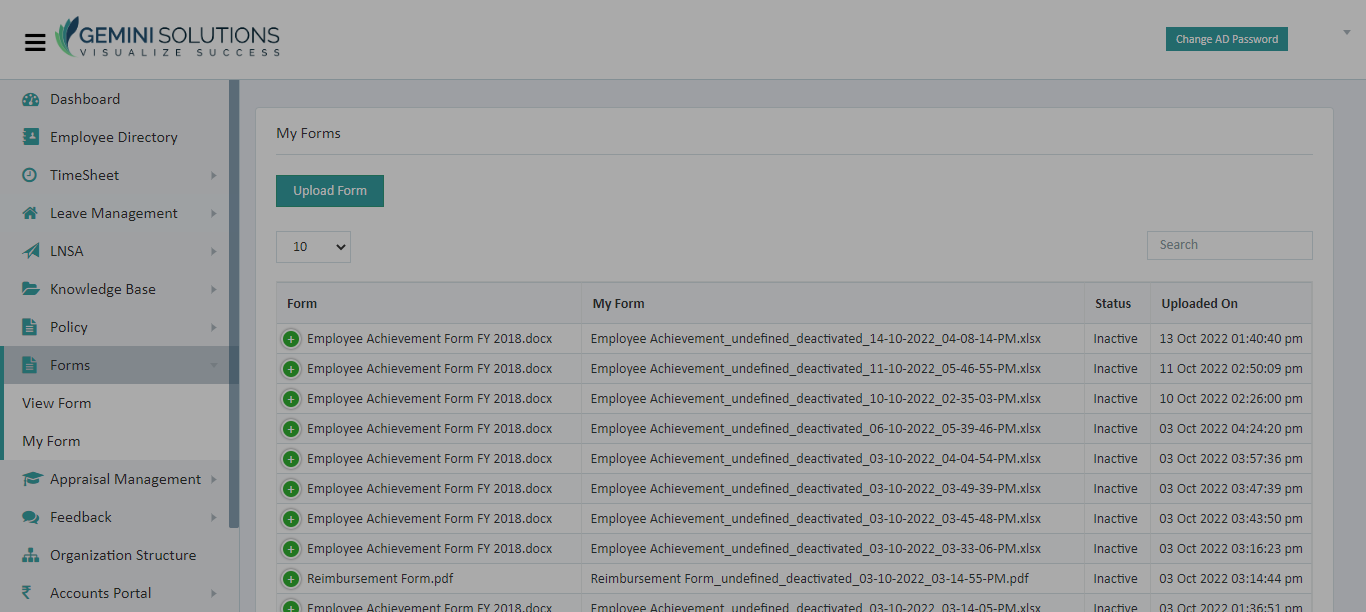 GEMINI SOLUTIONS
VISUALIZE SUCCESS
Change AD Password
Dashboard
Employee Directory
TimeSheet
Leave Management
LNSA
Knowledge Base
Policy
Forms
View Form
My Form
Appraisal Management
Feedback
Organization Structure
Accounts Portal
My Forms
Upload Form
10
Search
Form My Form Status Uploaded On
Employee Achievement Form FY 2018.docx Employee Achievement_undefined_deactivated_14-10-2022_04-08-14-PM.xlsx Inactive 13 Oct 2022 01:40:40 pm
Employee Achievement Form FY 2018.docx Employee Achievement_undefined_deactivated_11-10-2022_05-46-55-PM.xlsx Inactive 11 Oct 2022 02:50:09 pm
Employee Achievement Form FY 2018.docx Employee Achievement_undefined_deactivated_10-10-2022_02-35-03-PM.xlsx Inactive 10 Oct 2022 02:26:00 pm
Employee Achievement Form FY 2018.docx Employee Achievement_undefined_deactivated_06-10-2022_05-39-46-PM.xlsx Inactive 03 Oct 2022 04:24:20 pm
Employee Achievement Form FY 2018.docx Employee Achievement_undefined_deactivated_03-10-2022_04-04-54-PM.xlsx Inactive 03 Oct 2022 03:57:36 pm
Employee Achievement Form FY 2018.docx Employee Achievement_undefined_deactivated_03-10-2022_03-49-39-PM.xlsx Inactive 03 Oct 2022 03:47:39 pm
Employee Achievement Form FY 2018.docx Employee Achievement_undefined_deactivated_03-10-2022_03-45-48-PM.xlsx Inactive 03 Oct 2022 03:43:50 pm
Employee Achievement Form FY 2018.docx Employee Achievement_undefined_deactivated_03-10-2022_03-33-06-PM.xlsx Inactive 03 Oct 2022 03:16:23 pm
Reimbursement Form.pdf Reimbursement Form_undefined_deactivated_03-10-2022_03-14-55-PM.pdf Inactive 03 Oct 2022 03:14:44 pm
Employee Achievement Form FY 2018.docx Employee Achievement_undefined_deactivated_03-10-2022_03-14-05-PM.xlsx Inactive 03 Oct 2022 01:36:51 pm